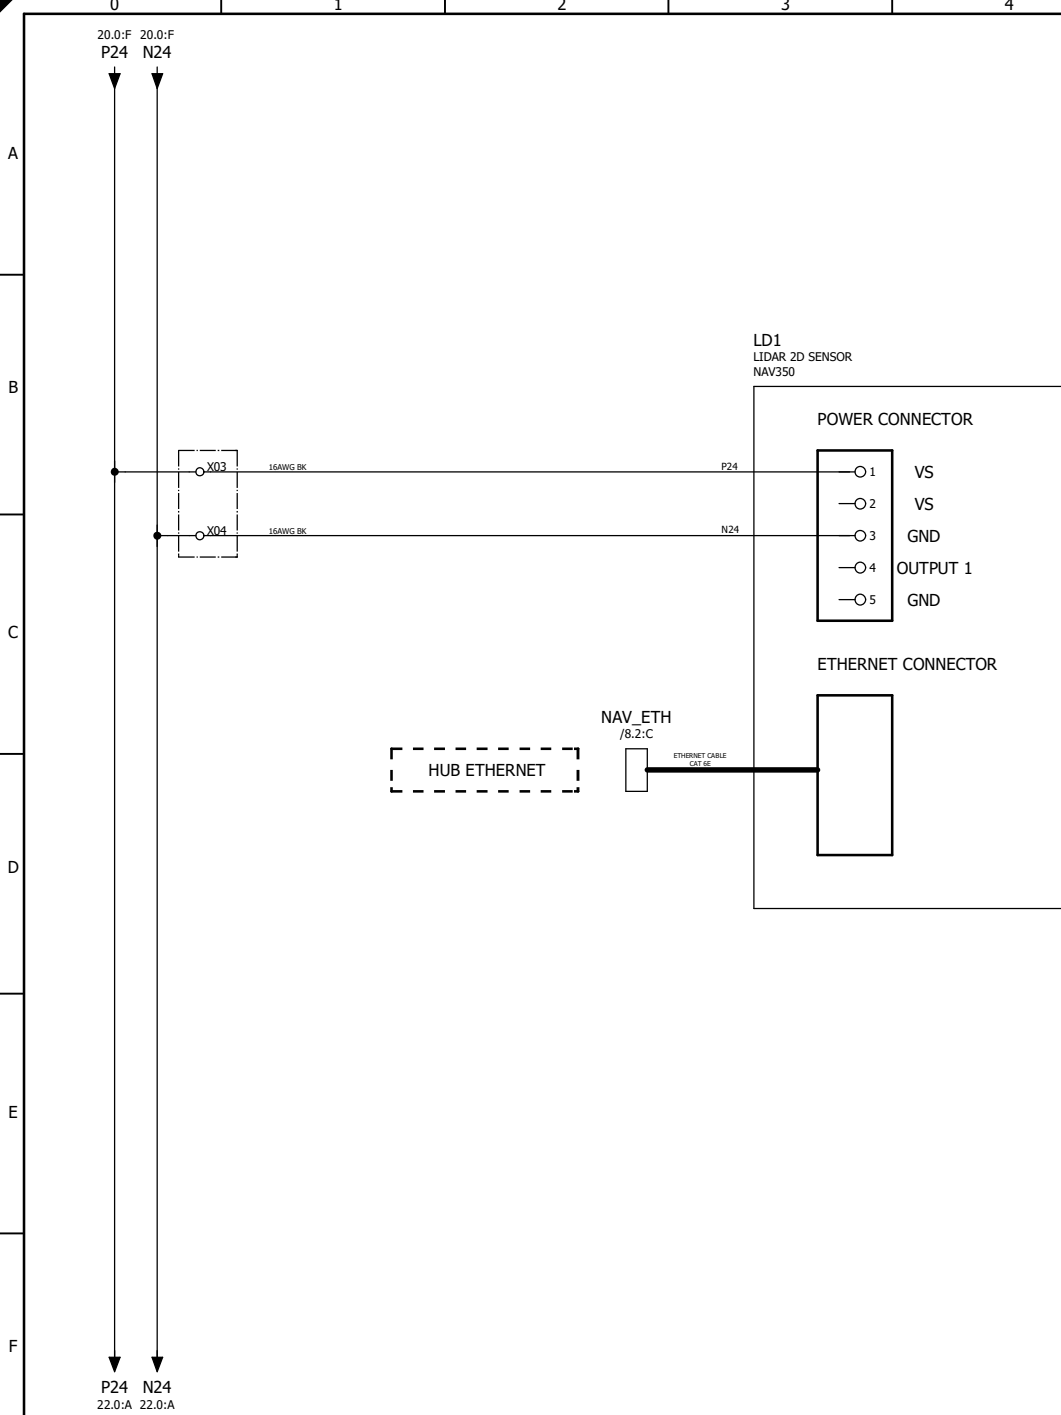 0 1 2 3 4
20.0:F 20.0:F
P24 N24
A
LD1
LIDAR 2D SENSOR
NAV350
B
POWER CONNECTOR
X03 16AWG BK P24 1 VS
2 VS
X04 16AWG BK N24 3 GND
4 OUTPUT 1
5 GND
C
ETHERNET CONNECTOR
NAV_ETH
/8.2:C
ETHERNET CABLE
CAT 6E
HUB ETHERNET
D
E
F
P24 N24
22.0:A 22.0:A